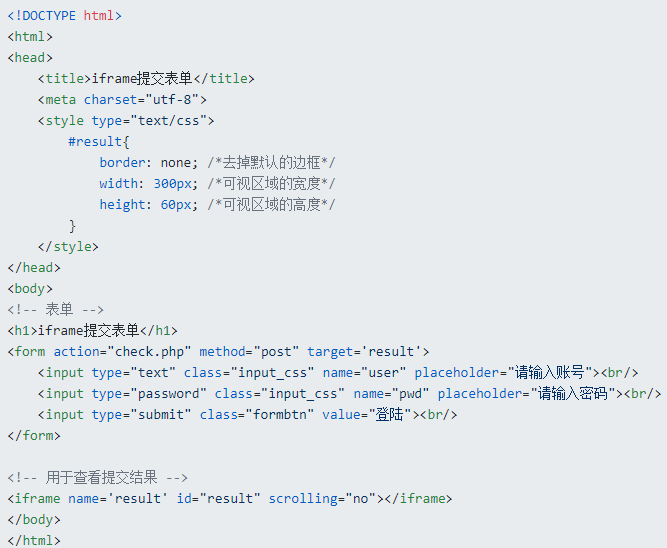 <!DOCTYPE html>
<html>
<head>
    <title>iframe提交表单</title>
    <meta charset="utf-8">
    <style type="text/css">
        #result{
            border: none; /*去掉默认的边框*/
            width: 300px; /*可视区域的宽度*/
            height: 60px; /*可视区域的高度*/
        }
    </style>
</head>
<body>
<!-- 表单 -->
<h1>iframe提交表单</h1>
<form action="check.php" method="post" target='result'>
    <input type="text" class="input_css" name="user" placeholder="请输入账号"><br/>
    <input type="password" class="input_css" name="pwd" placeholder="请输入密码"><br/>
    <input type="submit" class="formbtn" value="登陆"><br/>
</form>

<!-- 用于查看提交结果 -->
<iframe name='result' id="result" scrolling="no"></iframe>
</body>
</html>